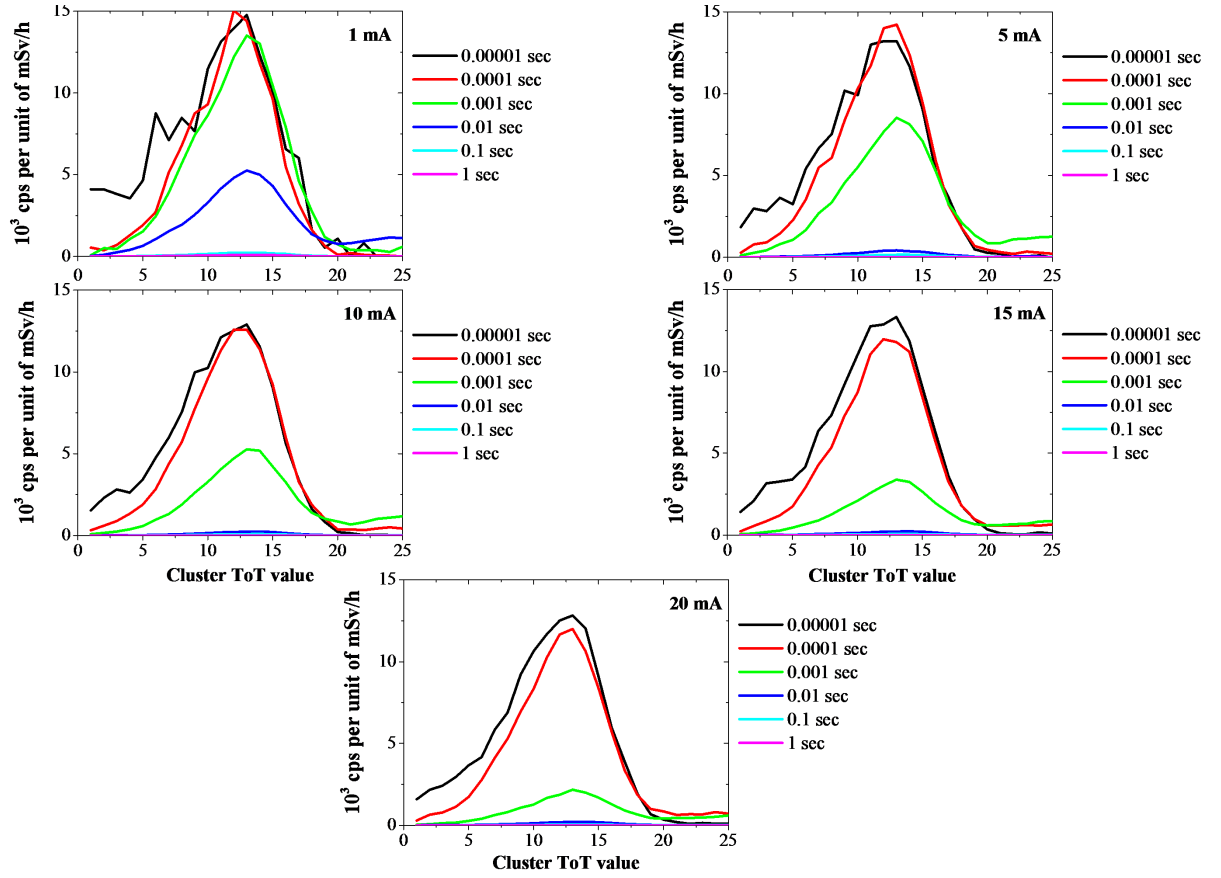 1 mA
10³ cps per unit of mSv/h
15
10
5
0
0 5 10 15 20 25
0.00001 sec
0.0001 sec
0.001 sec
0.01 sec
0.1 sec
1 sec
5 mA
10³ cps per unit of mSv/h
15
10
5
0
0 5 10 15 20 25
0.00001 sec
0.0001 sec
0.001 sec
0.01 sec
0.1 sec
1 sec
10 mA
10³ cps per unit of mSv/h
15
10
5
0
0 5 10 15 20 25
Cluster ToT value
0.00001 sec
0.0001 sec
0.001 sec
0.01 sec
0.1 sec
1 sec
15 mA
10³ cps per unit of mSv/h
15
10
5
0
0 5 10 15 20 25
Cluster ToT value
0.00001 sec
0.0001 sec
0.001 sec
0.01 sec
0.1 sec
1 sec
20 mA
10³ cps per unit of mSv/h
15
10
5
0
0 5 10 15 20 25
Cluster ToT value
0.00001 sec
0.0001 sec
0.001 sec
0.01 sec
0.1 sec
1 sec